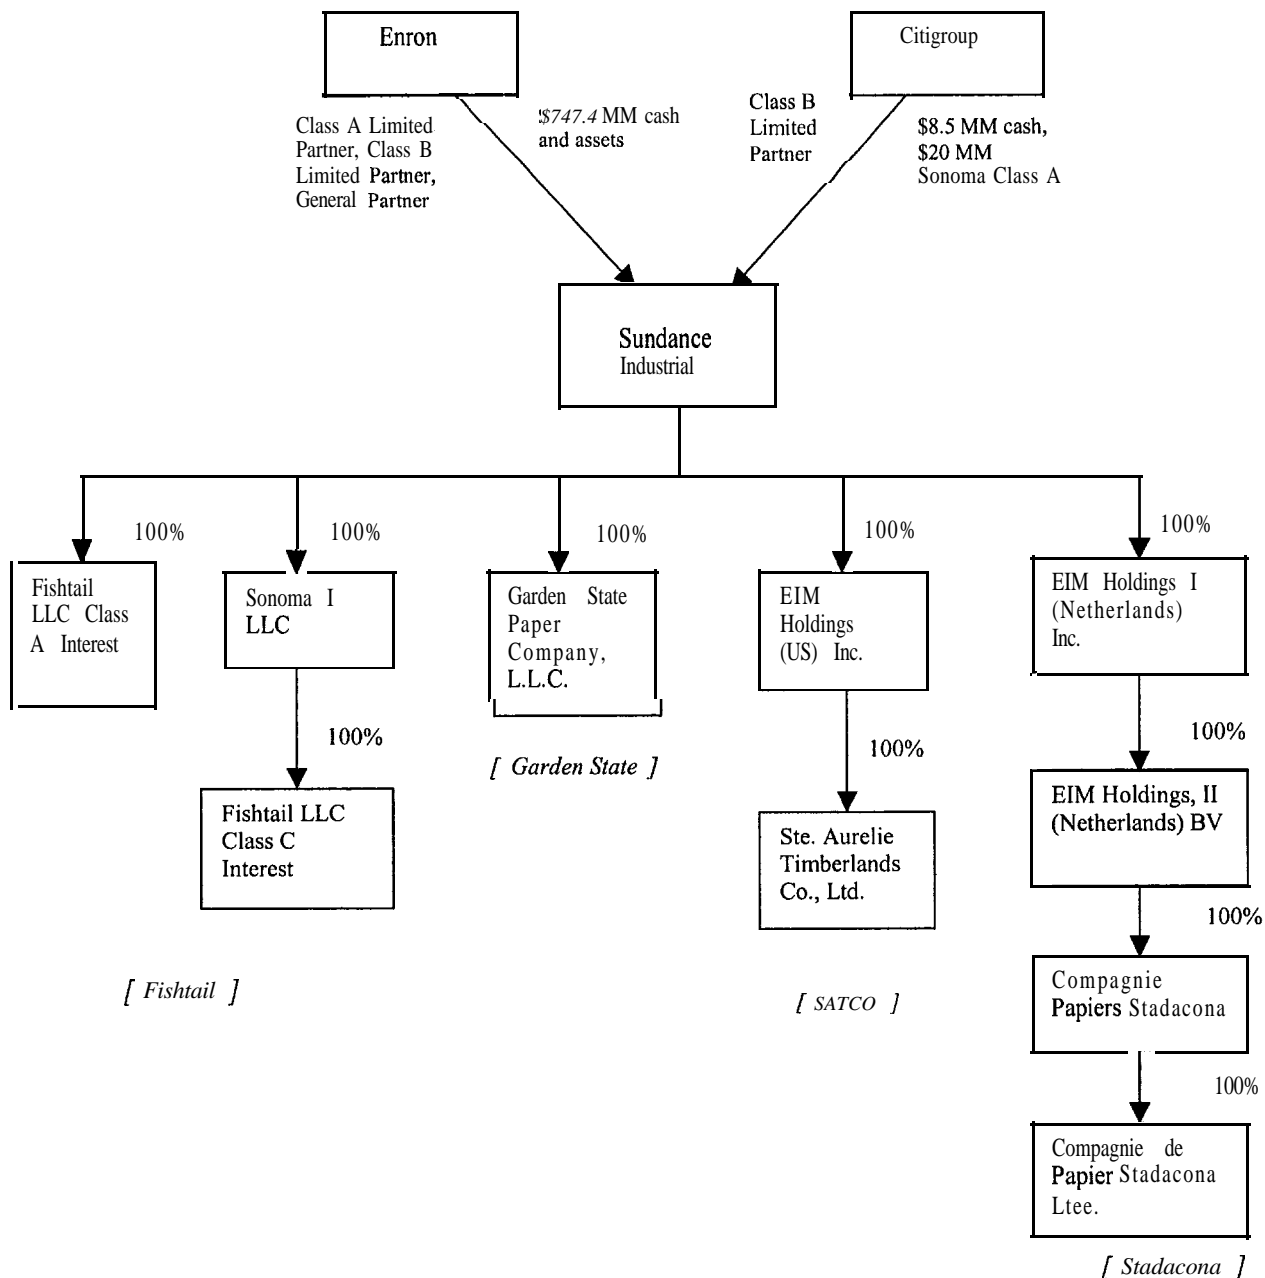 Enron
Citigroup
Class A Limited
Partner, Class B
Limited Partner,
General Partner
$747.4 MM cash
and assets
Class B
Limited
Partner
$8.5 MM cash,
$20 MM
Sonoma Class A
Sundance
Industrial
100%
100%
100%
100%
100%
Fishtail
LLC Class
A Interest
Sonoma I
LLC
Garden State
Paper
Company,
L.L.C.
EIM
Holdings
(US) Inc.
EIM Holdings I
(Netherlands)
Inc.
100%
[ Garden State ]
100%
100%
Fishtail LLC
Class C
Interest
Ste. Aurelie
Timberlands
Co., Ltd.
EIM Holdings, II
(Netherlands) BV
100%
[ Fishtail ]
[ SATCO ]
Compagnie
Papiers Stadacona
100%
Compagnie de
Papier Stadacona
Ltee.
[ Stadacona ]